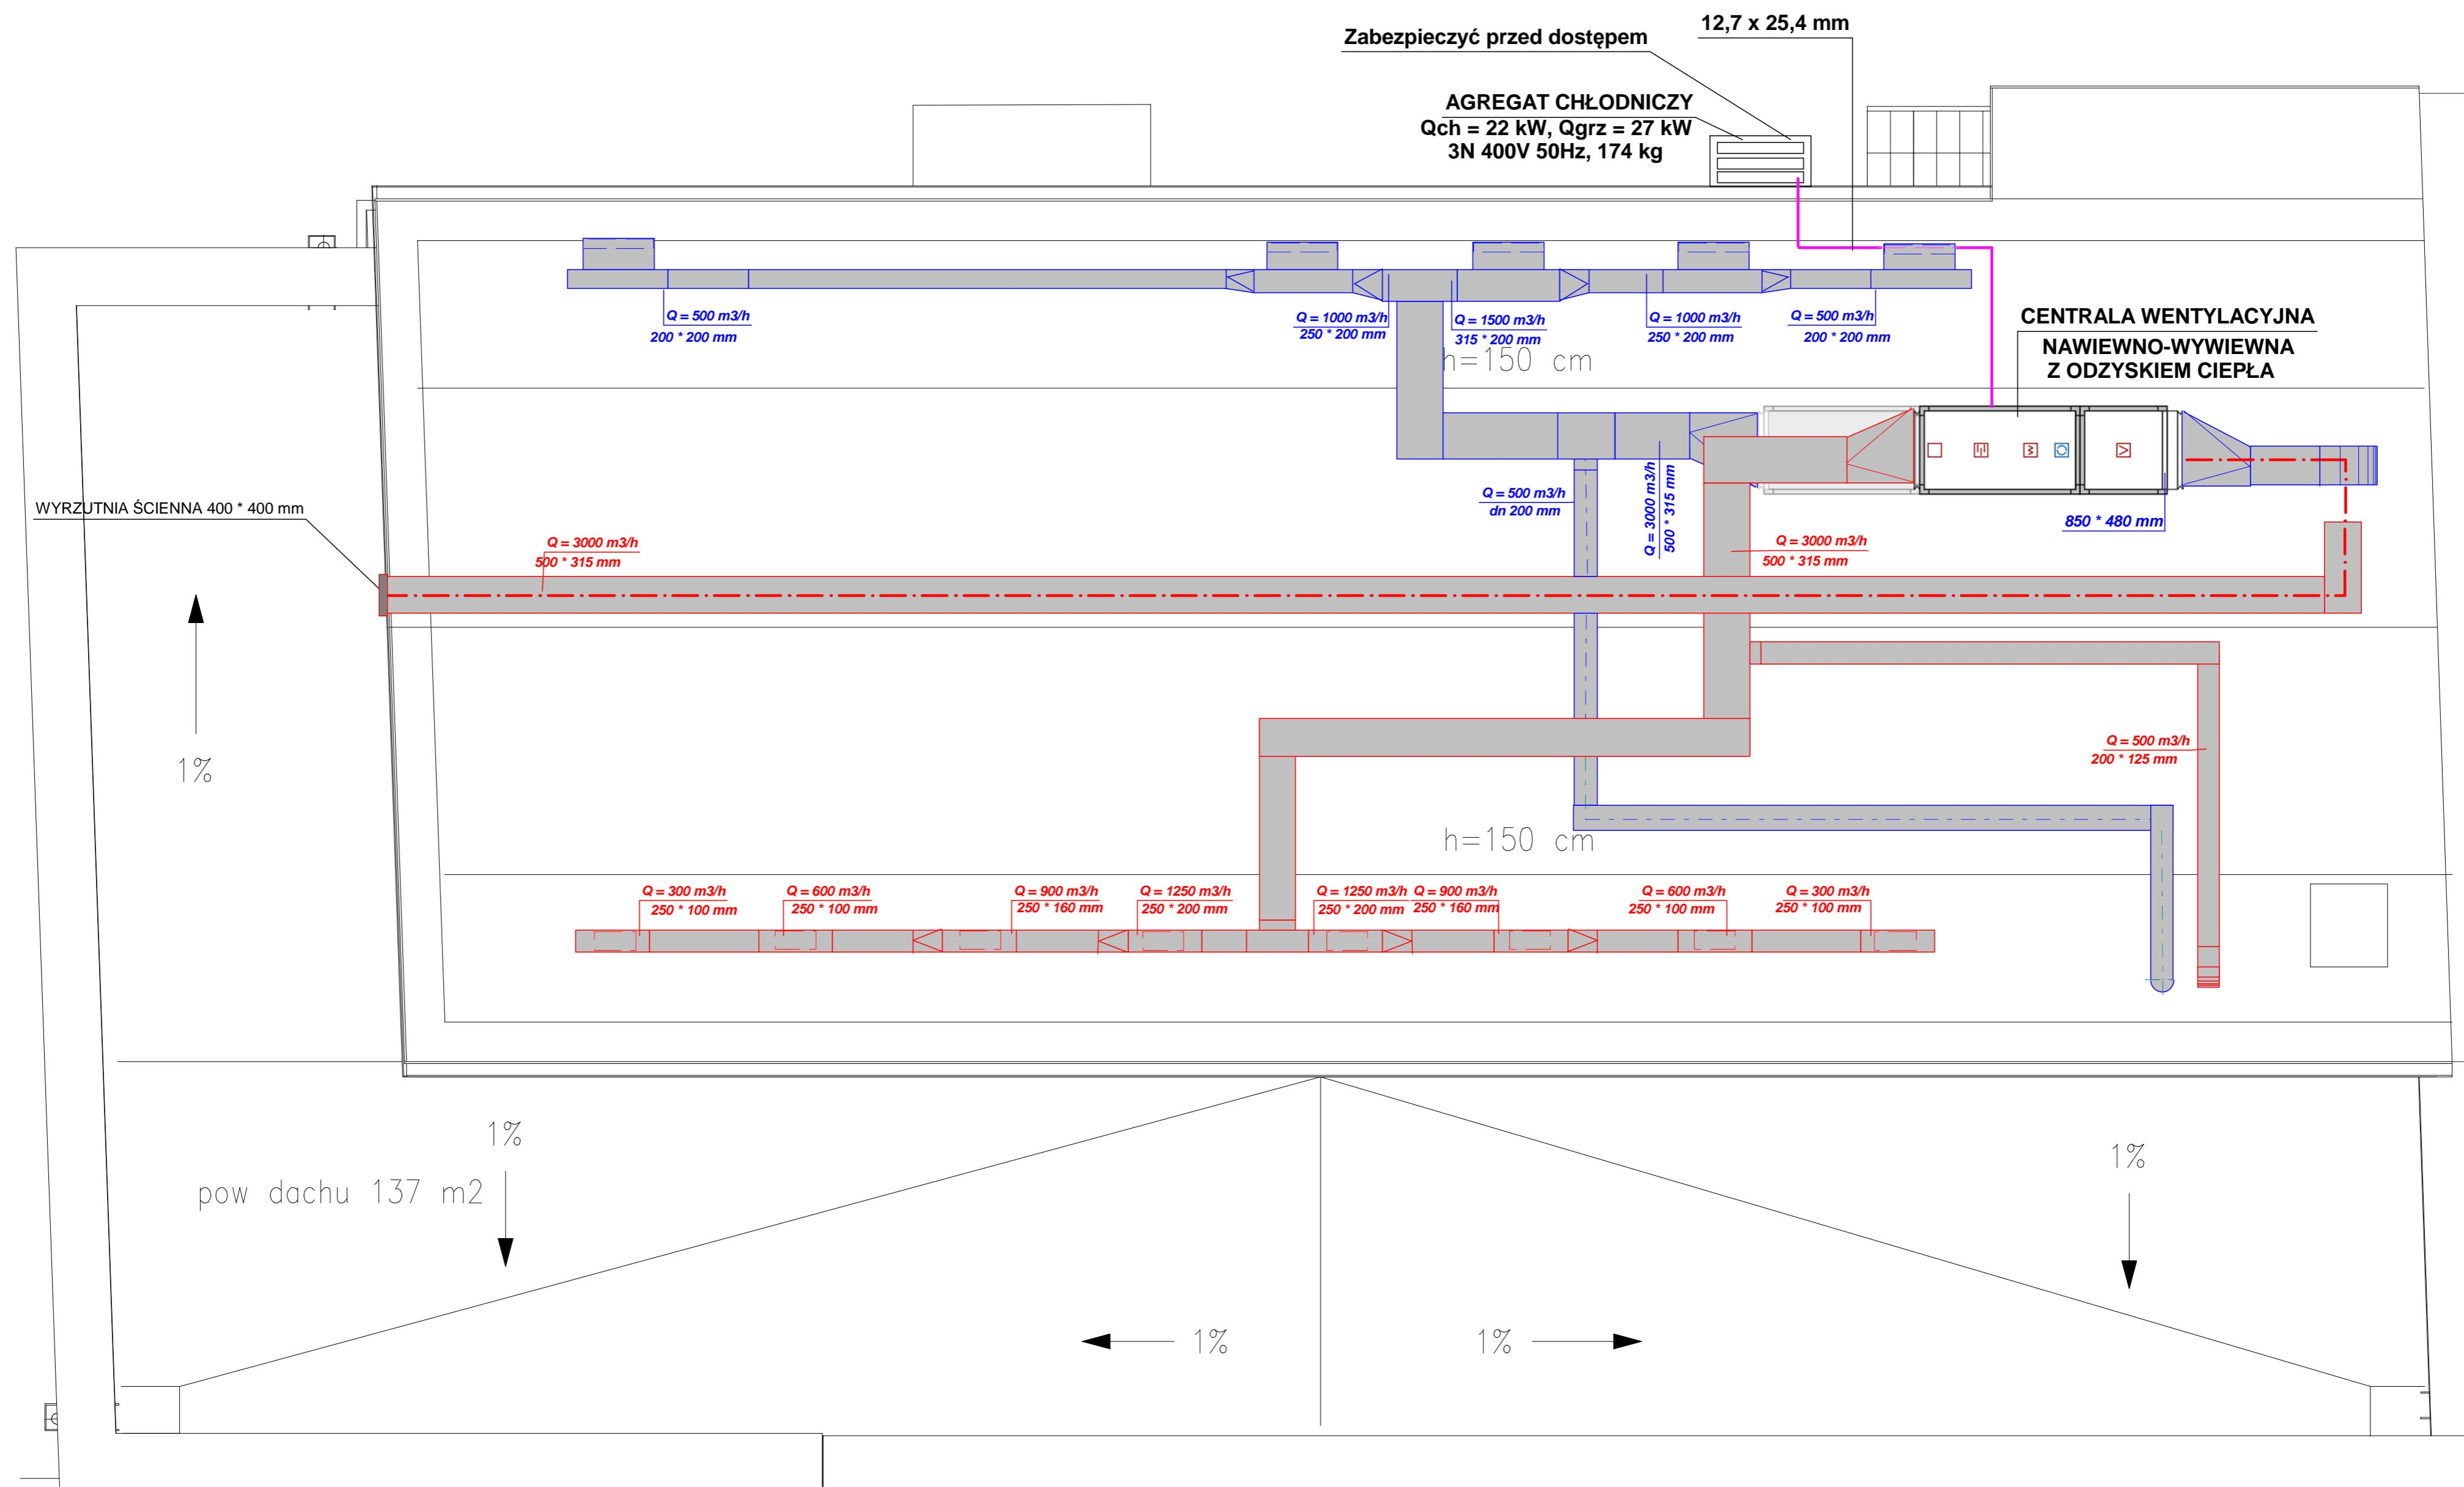 12,7 x 25,4 mm
Zabezpieczyć przed dostępem
AGREGAT CHŁODNICZY
Qch = 22 kW, Qgrz = 27 kW
3N 400V 50Hz, 174 kg
Q = 500 m3/h
200 * 200 mm
Q = 1000 m3/h
250 * 200 mm
Q = 1500 m3/h
315 * 200 mm
Q = 1000 m3/h
250 * 200 mm
Q = 500 m3/h
200 * 200 mm
CENTRALA WENTYLACYJNA
NAWIEWNO-WYWIEWNA
Z ODZYSKIEM CIEPŁA
h=150 cm
WYRZUTNIA ŚCIENNA 400 * 400 mm
Q = 3000 m3/h
500 * 315 mm
Q = 500 m3/h
dn 200 mm
Q = 3000 m3/h
500 * 315 mm
Q = 3000 m3/h
500 * 315 mm
850 * 480 mm
W
1%
Q = 500 m3/h
200 * 125 mm
h=150 cm
Q = 300 m3/h
250 * 100 mm
Q = 600 m3/h
250 * 100 mm
Q = 900 m3/h
250 * 160 mm
Q = 1250 m3/h
250 * 200 mm
Q = 1250 m3/h
250 * 200 mm
Q = 900 m3/h
250 * 160 mm
Q = 600 m3/h
250 * 100 mm
Q = 300 m3/h
250 * 100 mm
1%
pow dachu 137 m2
1%
1%
1%